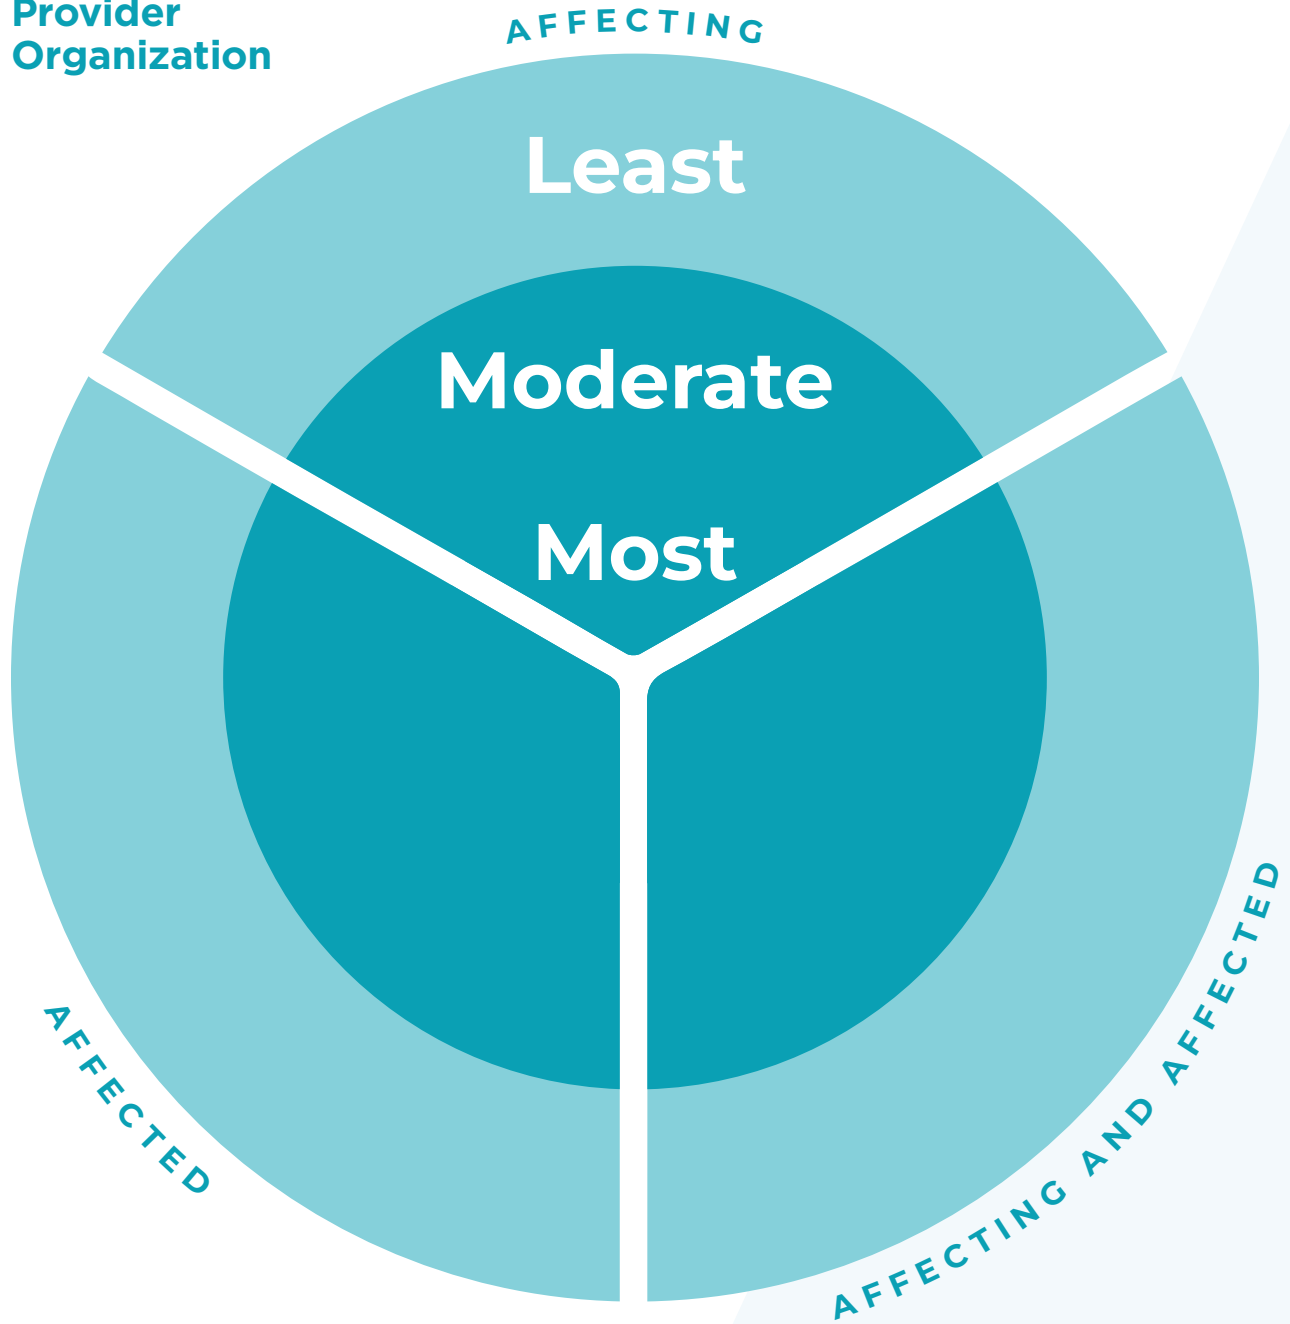 Provider
Organization
AFFECTING
Least
Moderate
Most
AFFECTED
AFFECTING AND AFFECTED